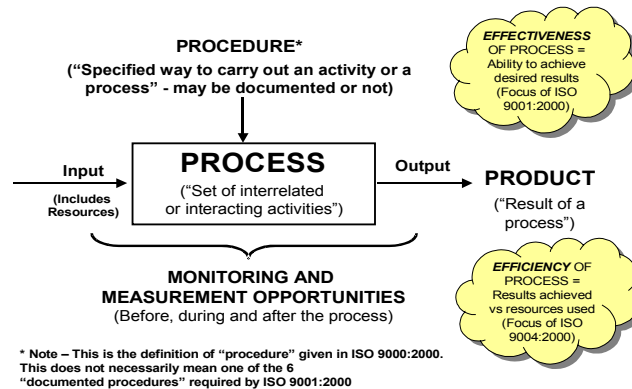 PROCEDURE*
(“Specified way to carry out an activity or a
process” - may be documented or not)
EFFECTIVENESS
OF PROCESS =
Ability to achieve
desired results
(Focus of ISO
9001:2000)
Input
(Includes
Resources)
PROCESS
(“Set of interrelated
or interacting activities”)
Output
PRODUCT
(“Result of a
process”)
MONITORING AND
MEASUREMENT OPPORTUNITIES
(Before, during and after the process)
EFFICIENCY OF
PROCESS =
Results achieved
vs resources used
(Focus of ISO
9004:2000)
* Note – This is the definition of “procedure” given in ISO 9000:2000.
This does not necessarily mean one of the 6
“documented procedures” required by ISO 9001:2000